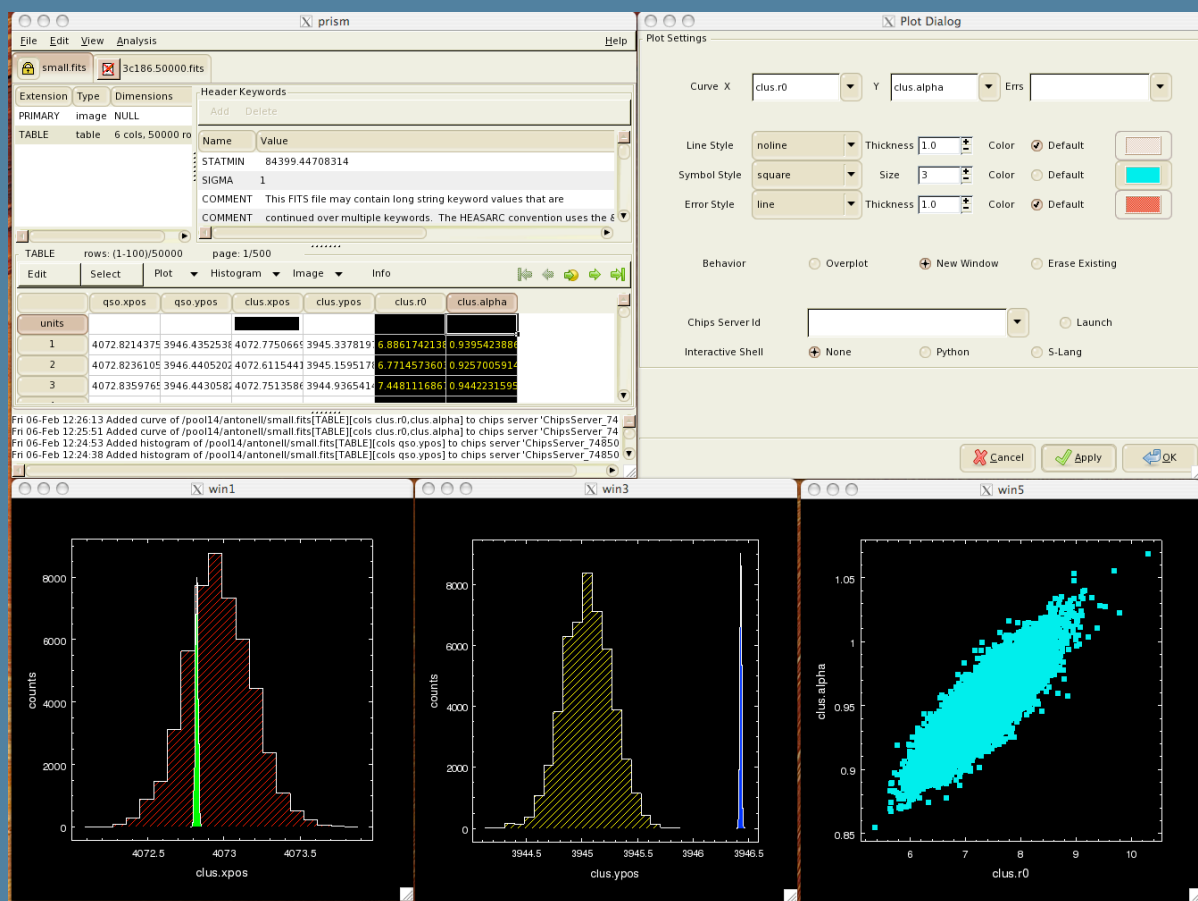 X prism
File Edit View Analysis Help
small.fits 3c186.50000.fits
Extension Type Dimensions
PRIMARY image NULL
TABLE table 6 cols, 50000 ro
Header Keywords
Add Delete
Name Value
STATMIN 84399.44708314
SIGMA 1
COMMENT This FITS file may contain long string keyword values that are
COMMENT continued over multiple keywords. The HEASARC convention uses the &
TABLE rows: (1-100)/50000 page: 1/500
Edit Select Plot Histogram Image Info
qso.xpos qso.ypos clus.xpos clus.ypos clus.r0 clus.alpha
units
1 4072.8214375 3946.4352538 4072.7750669 3945.3378197 6.8861742138 0.9395423886
2 4072.8236105 3946.4405202 4072.6115441 3944.1595178 6.7714573603 0.9257005914
3 4072.8359765 3946.4430582 4072.7513586 3944.9365414 7.4481116867 0.9442231595
Fri 06-Feb 12:26:13 Added curve of /pool14/antonell/small.fits[TABLE][cols clus.r0,clus.alpha] to chips server 'ChipsServer_74
Fri 06-Feb 12:25:51 Added curve of /pool14/antonell/small.fits[TABLE][cols clus.r0,clus.alpha] to chips server 'ChipsServer_74
Fri 06-Feb 12:24:53 Added histogram of /pool14/antonell/small.fits[TABLE][cols qso.ypos] to chips server 'ChipsServer_74850
Fri 06-Feb 12:24:38 Added histogram of /pool14/antonell/small.fits[TABLE][cols qso.ypos] to chips server 'ChipsServer_74850
X Plot Dialog
Plot Settings
Curve X clus.r0 Y clus.alpha Errs
Line Style noline Thickness 1.0 Color Default
Symbol Style square Size 3 Color Default
Error Style line Thickness 1.0 Color Default
Behavior Overplot New Window Erase Existing
Chips Server Id Launch
Interactive Shell None Python S-Lang
Cancel Apply OK
X win1
8000
6000
4000
2000
0
counts
4072.5 4073 4073.5
clus.xpos
X win3
8000
6000
4000
2000
0
counts
3944.5 3945 3945.5 3946 3946.5
clus.ypos
X win5
1.05
1
0.95
0.9
0.85
clus.alpha
6 7 8 9 10
clus.r0